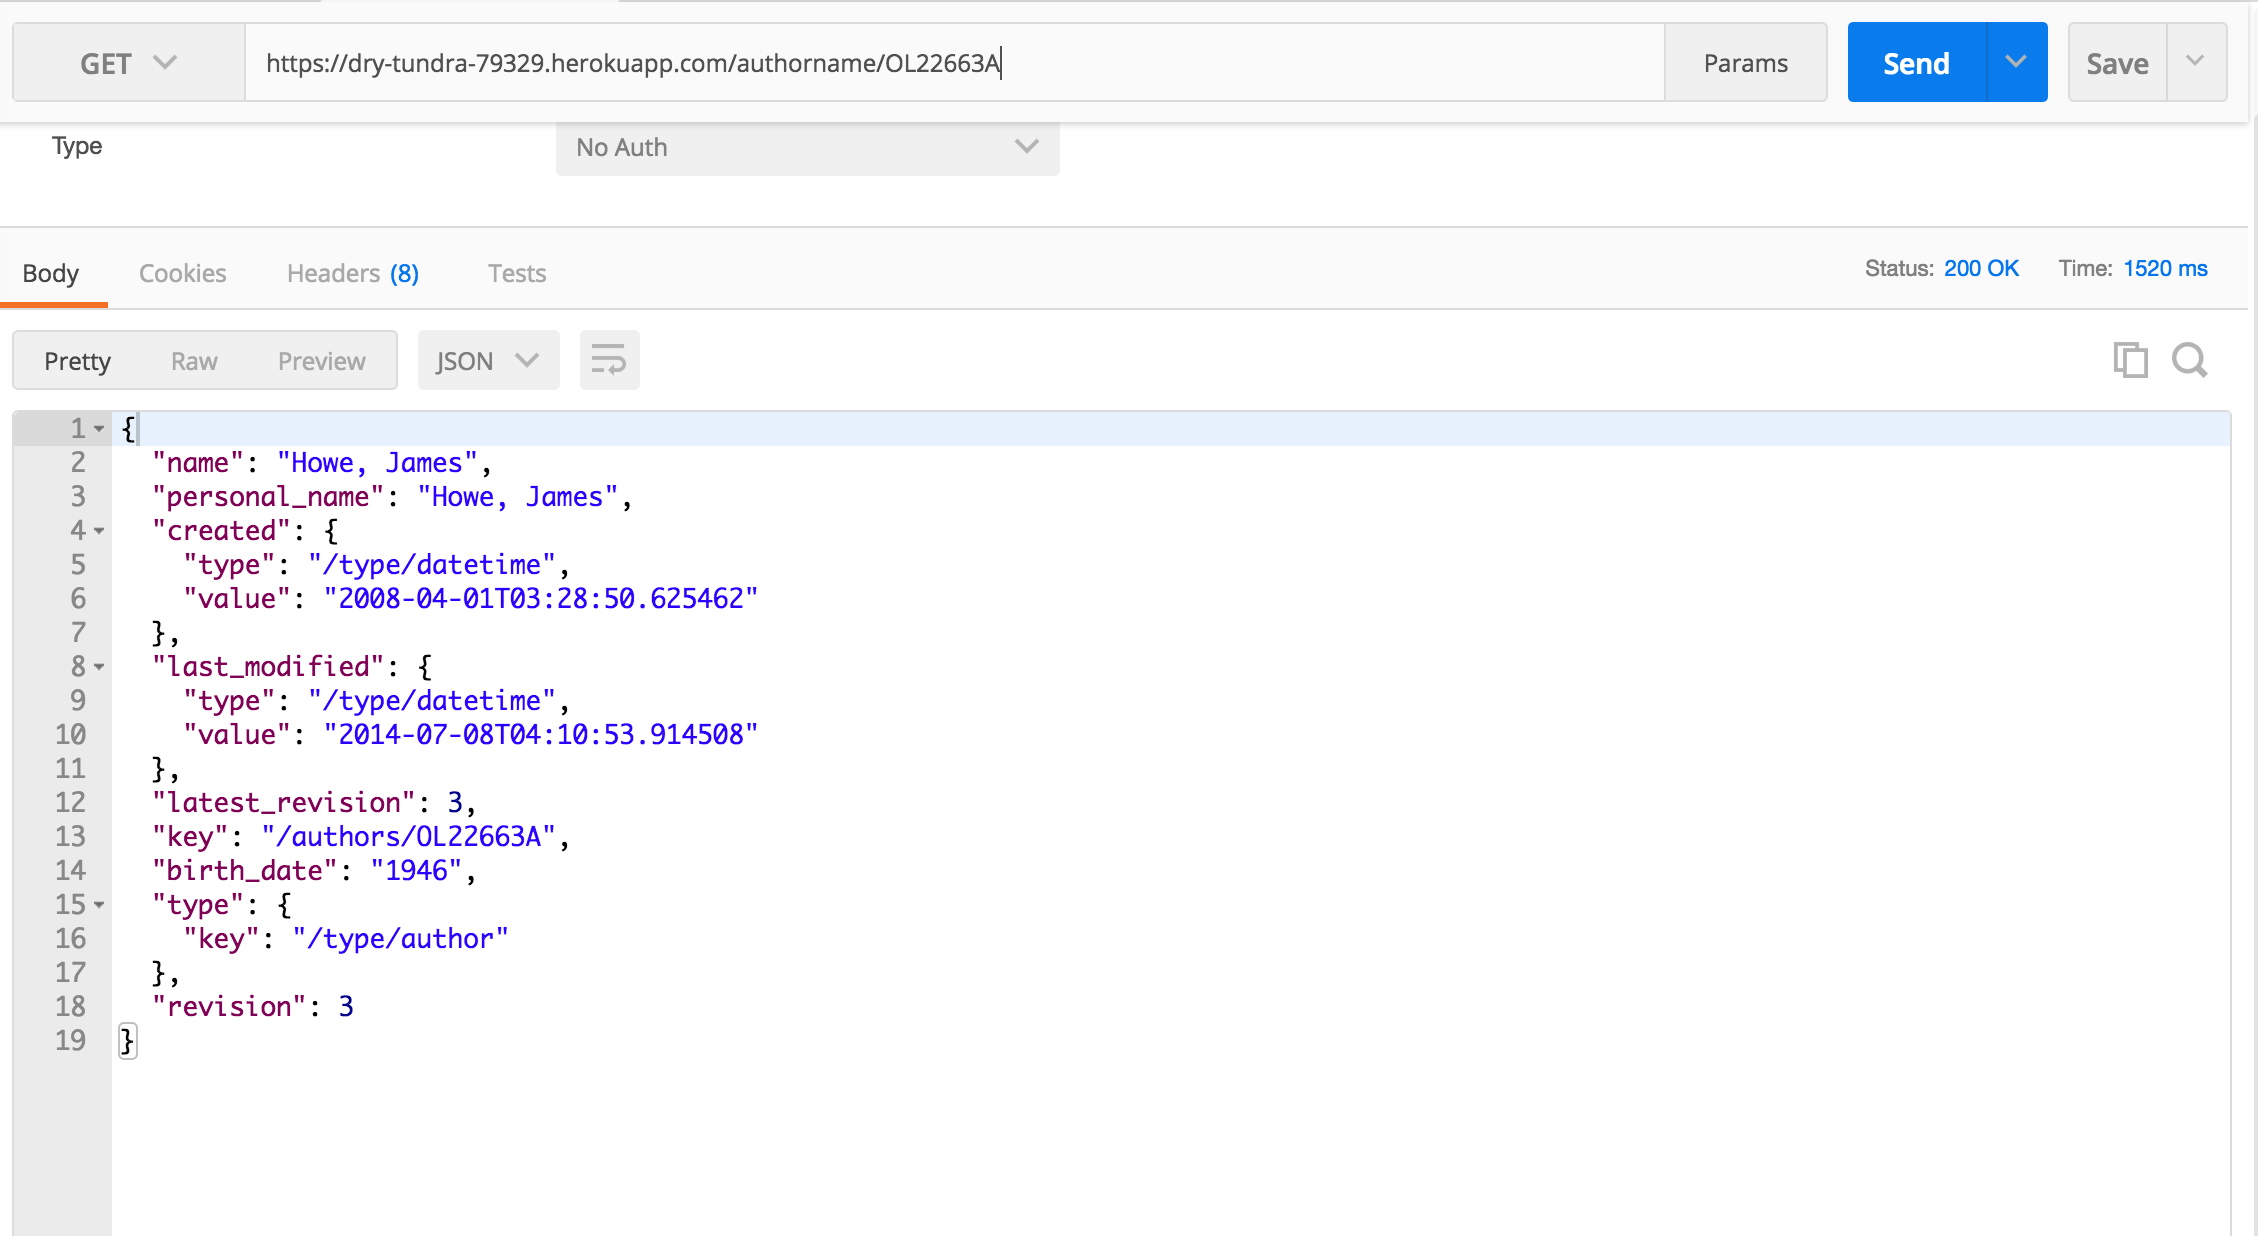 GET https://dry-tundra-79329.herokuapp.com/authorname/OL22663A Params Send Save
Type No Auth
Body Cookies Headers (8) Tests Status: 200 OK Time: 1520 ms
Pretty Raw Preview JSON
1 {
2 "name": "Howe, James",
3 "personal_name": "Howe, James",
4 "created": {
5 "type": "/type/datetime",
6 "value": "2008-04-01T03:28:50.625462"
7 },
8 "last_modified": {
9 "type": "/type/datetime",
10 "value": "2014-07-08T04:10:53.914508"
11 },
12 "latest_revision": 3,
13 "key": "/authors/OL22663A",
14 "birth_date": "1946",
15 "type": {
16 "key": "/type/author"
17 },
18 "revision": 3
19 }